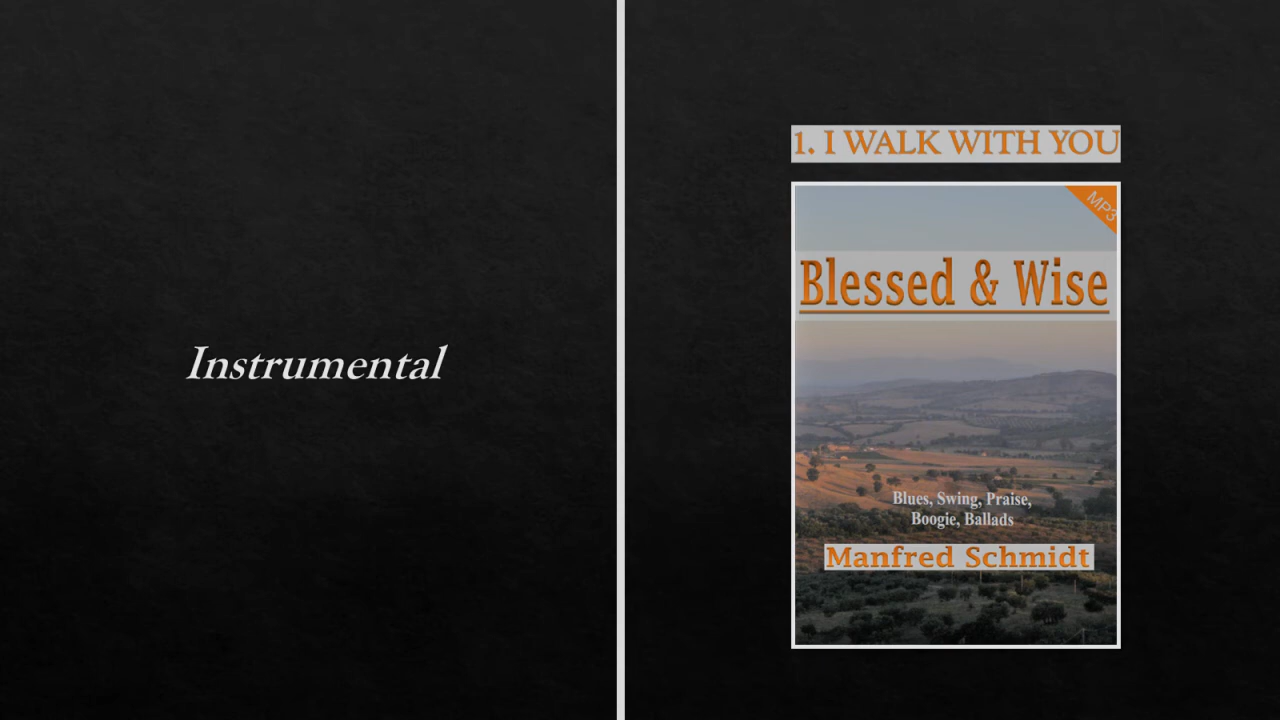 Instrumental
1. I WALK WITH YOU
MP3
Blessed & Wise
Blues, Swing, Praise,
Boogie, Ballads
Manfred Schmidt